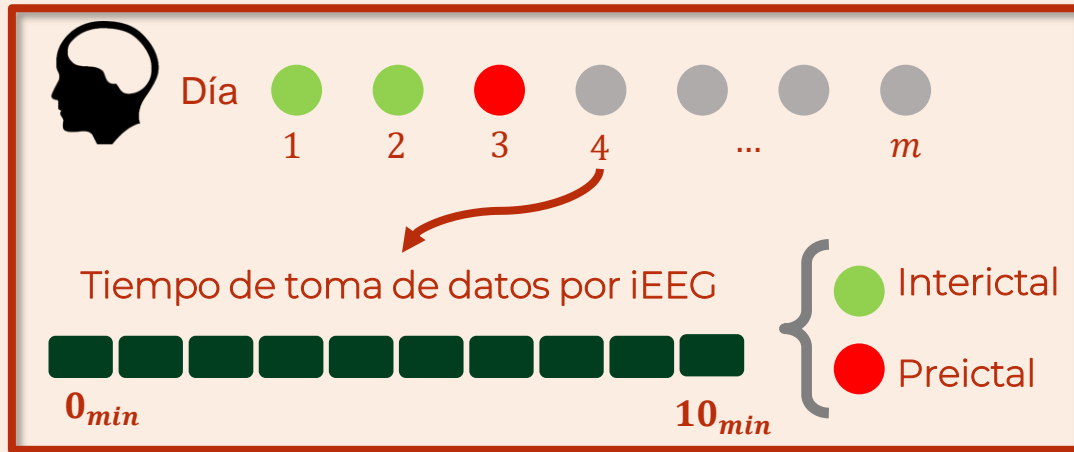 Día
1 2 3 4 ... m
Tiempo de toma de datos por iEEG
Interictal
Preictal
0min
10min